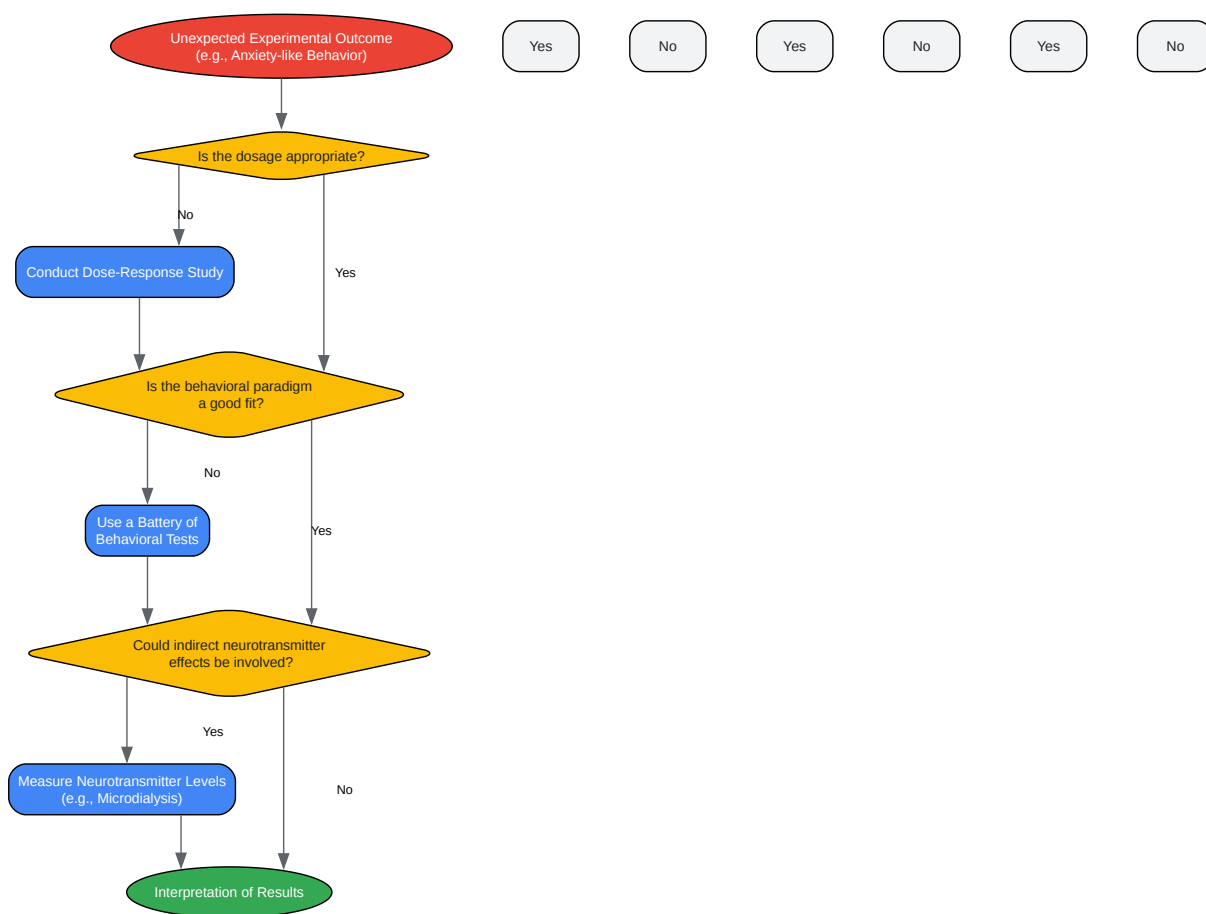 Unexpected Experimental Outcome
(e.g., Anxiety-like Behavior)
Yes
No
Yes
No
Yes
No
Is the dosage appropriate?
No
Conduct Dose-Response Study
Yes
Is the behavioral paradigm
a good fit?
No
Use a Battery of
Behavioral Tests
Yes
Could indirect neurotransmitter
effects be involved?
Yes
Measure Neurotransmitter Levels
(e.g., Microdialysis)
No
Interpretation of Results